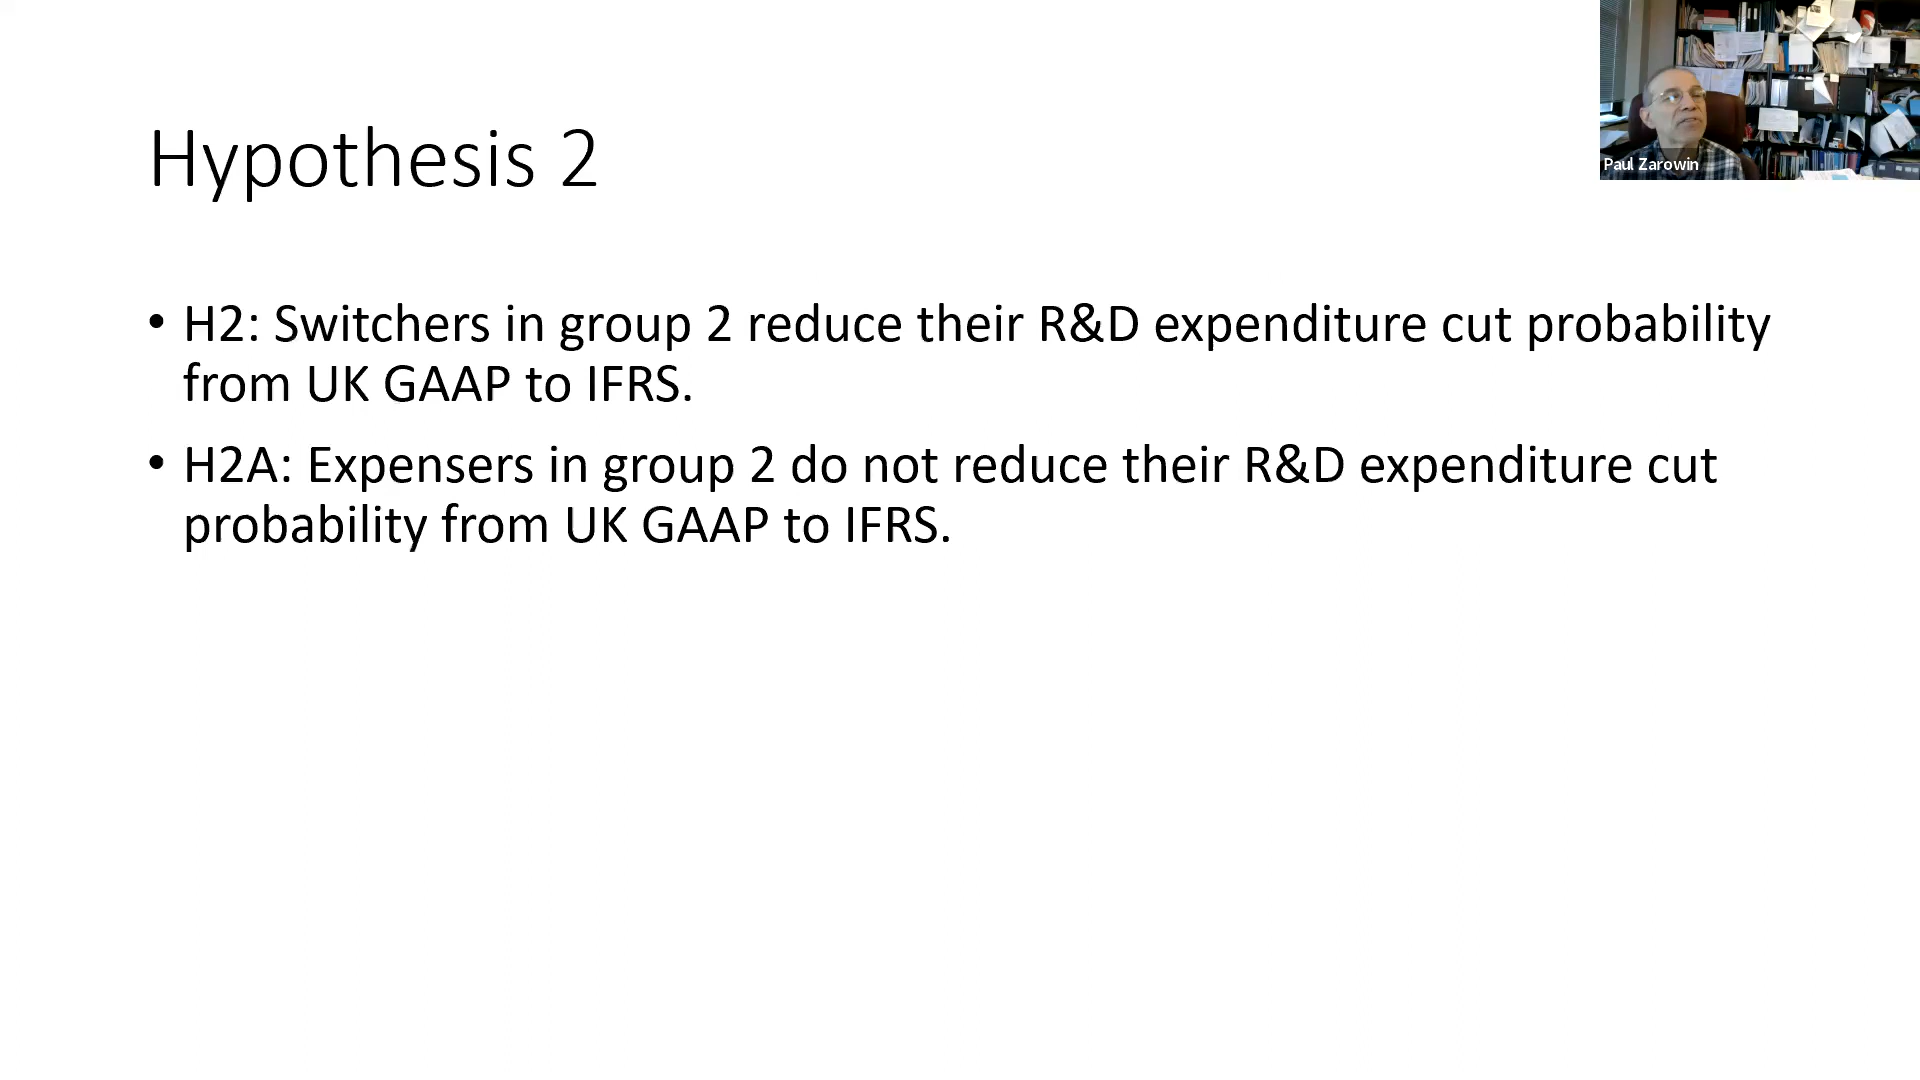 Paul Zarowin
Hypothesis 2
• H2: Switchers in group 2 reduce their R&D expenditure cut probability
from UK GAAP to IFRS.
• H2A: Expensers in group 2 do not reduce their R&D expenditure cut
probability from UK GAAP to IFRS.